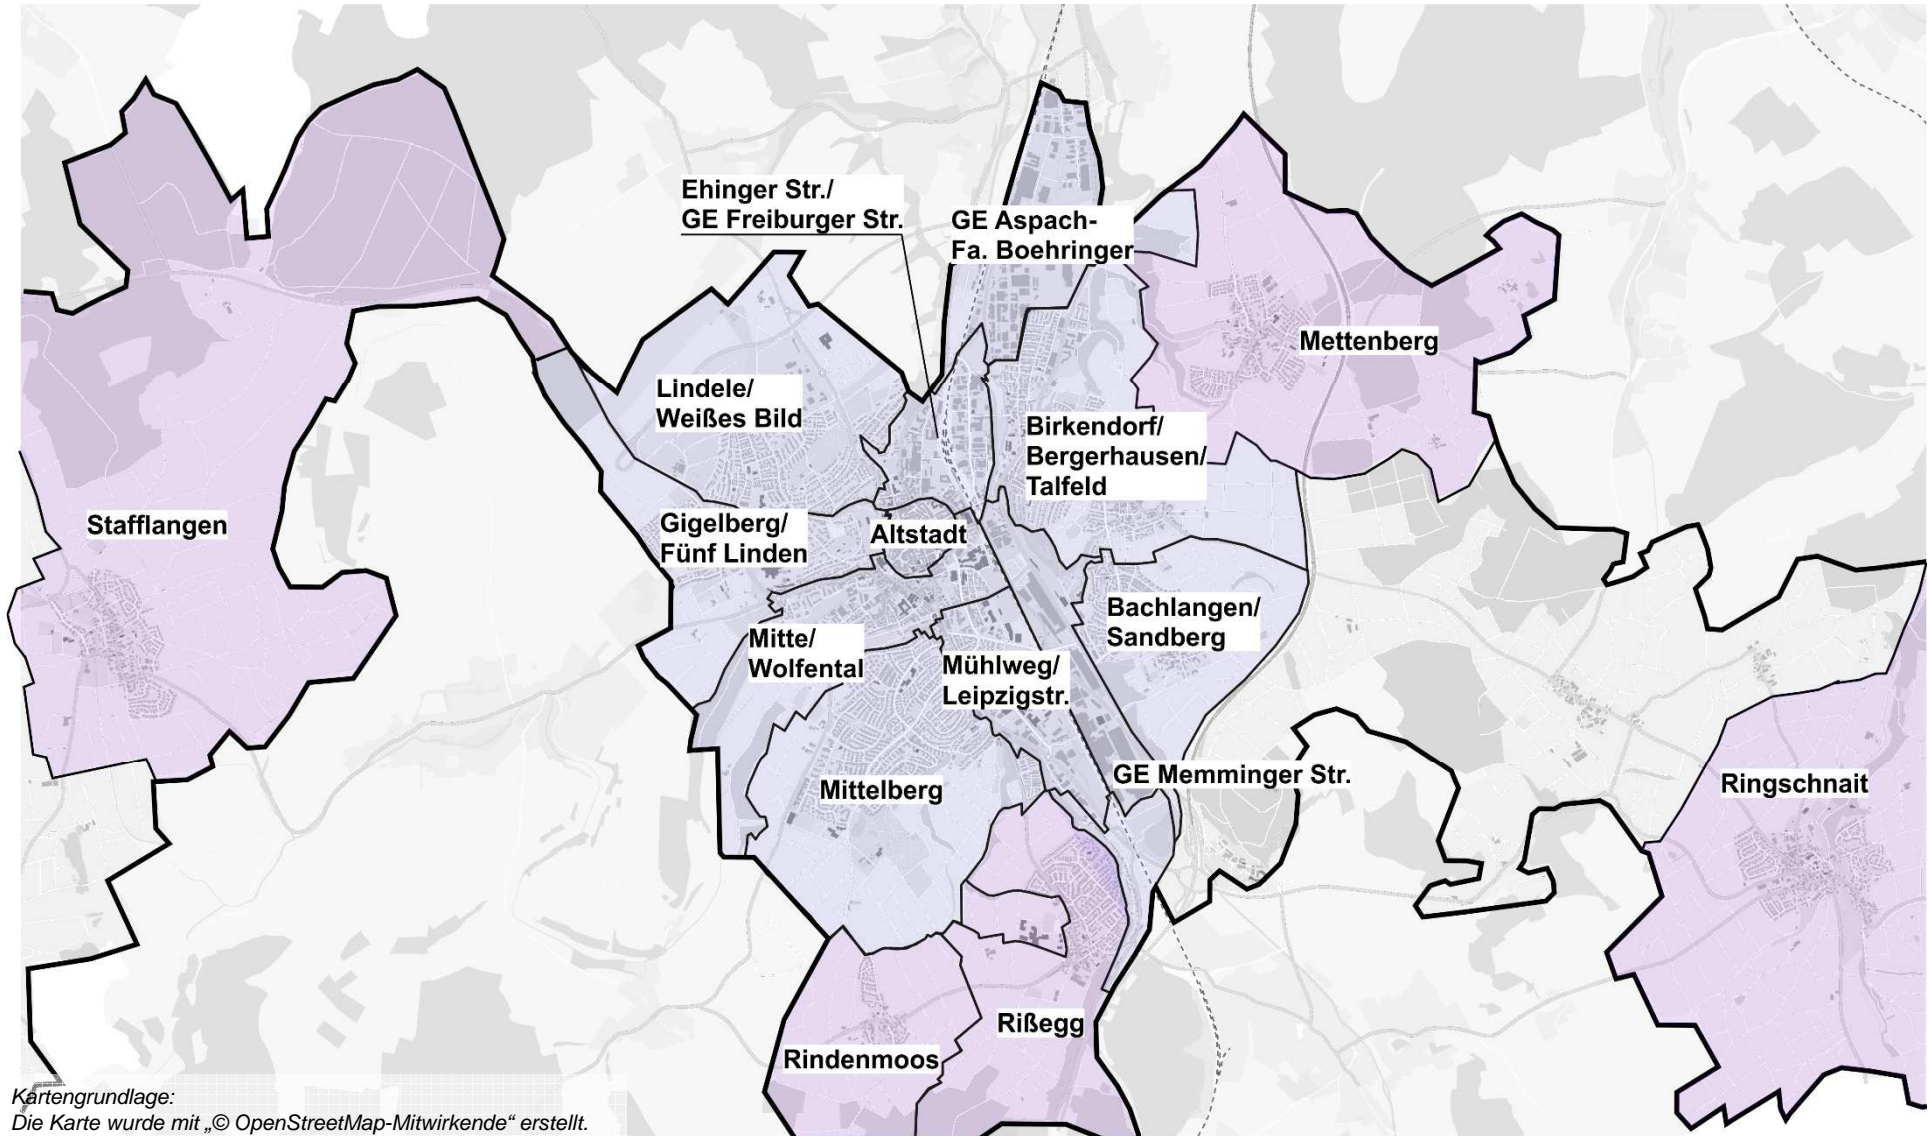 Ehinger Str./
GE Freiburger Str.
GE Aspach-
Fa. Boehringer
Mettenberg
Lindele/
Weißes Bild
Birkendorf/
Bergerhausen/
Talfeld
Stafflangen
Gigelberg/
Fünf Linden
Altstadt
Bachlangen/
Sandberg
Mitte/
Wolfental
Mühlweg/
Leipzigstr.
GE Memminger Str.
Mittelberg
Ringschnait
Rißegg
Rindenmoos
Kartengrundlage:
Die Karte wurde mit „© OpenStreetMap-Mitwirkende“ erstellt.